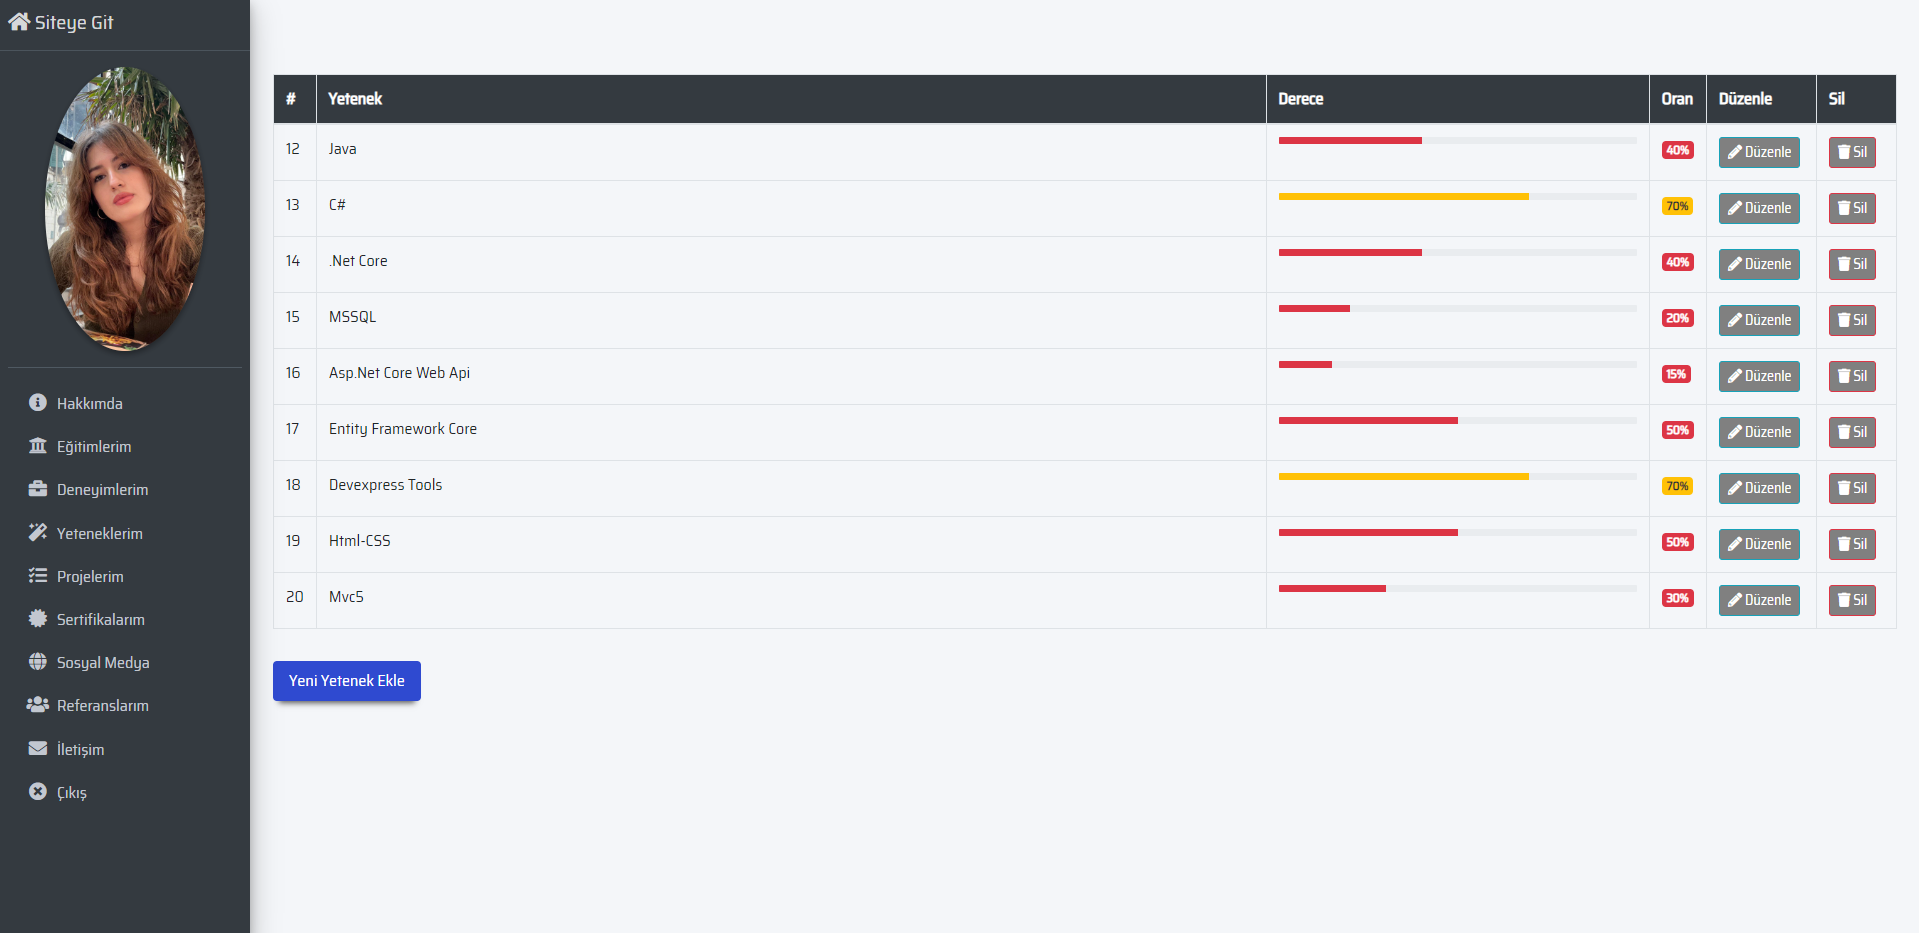 Siteye Git
Hakkımda
Eğitimlerim
Deneyimlerim
Yeteneklerim
Projelerim
Sertifikalarım
Sosyal Medya
Referanslarım
İletişim
Çıkış
# Yetenek Derece Oran Düzenle Sil
12 Java 40% Düzenle Sil
13 C# 70% Düzenle Sil
14 .Net Core 40% Düzenle Sil
15 MSSQL 20% Düzenle Sil
16 Asp.Net Core Web Api 15% Düzenle Sil
17 Entity Framework Core 50% Düzenle Sil
18 Devexpress Tools 70% Düzenle Sil
19 Html-CSS 50% Düzenle Sil
20 Mvc5 30% Düzenle Sil
Yeni Yetenek Ekle